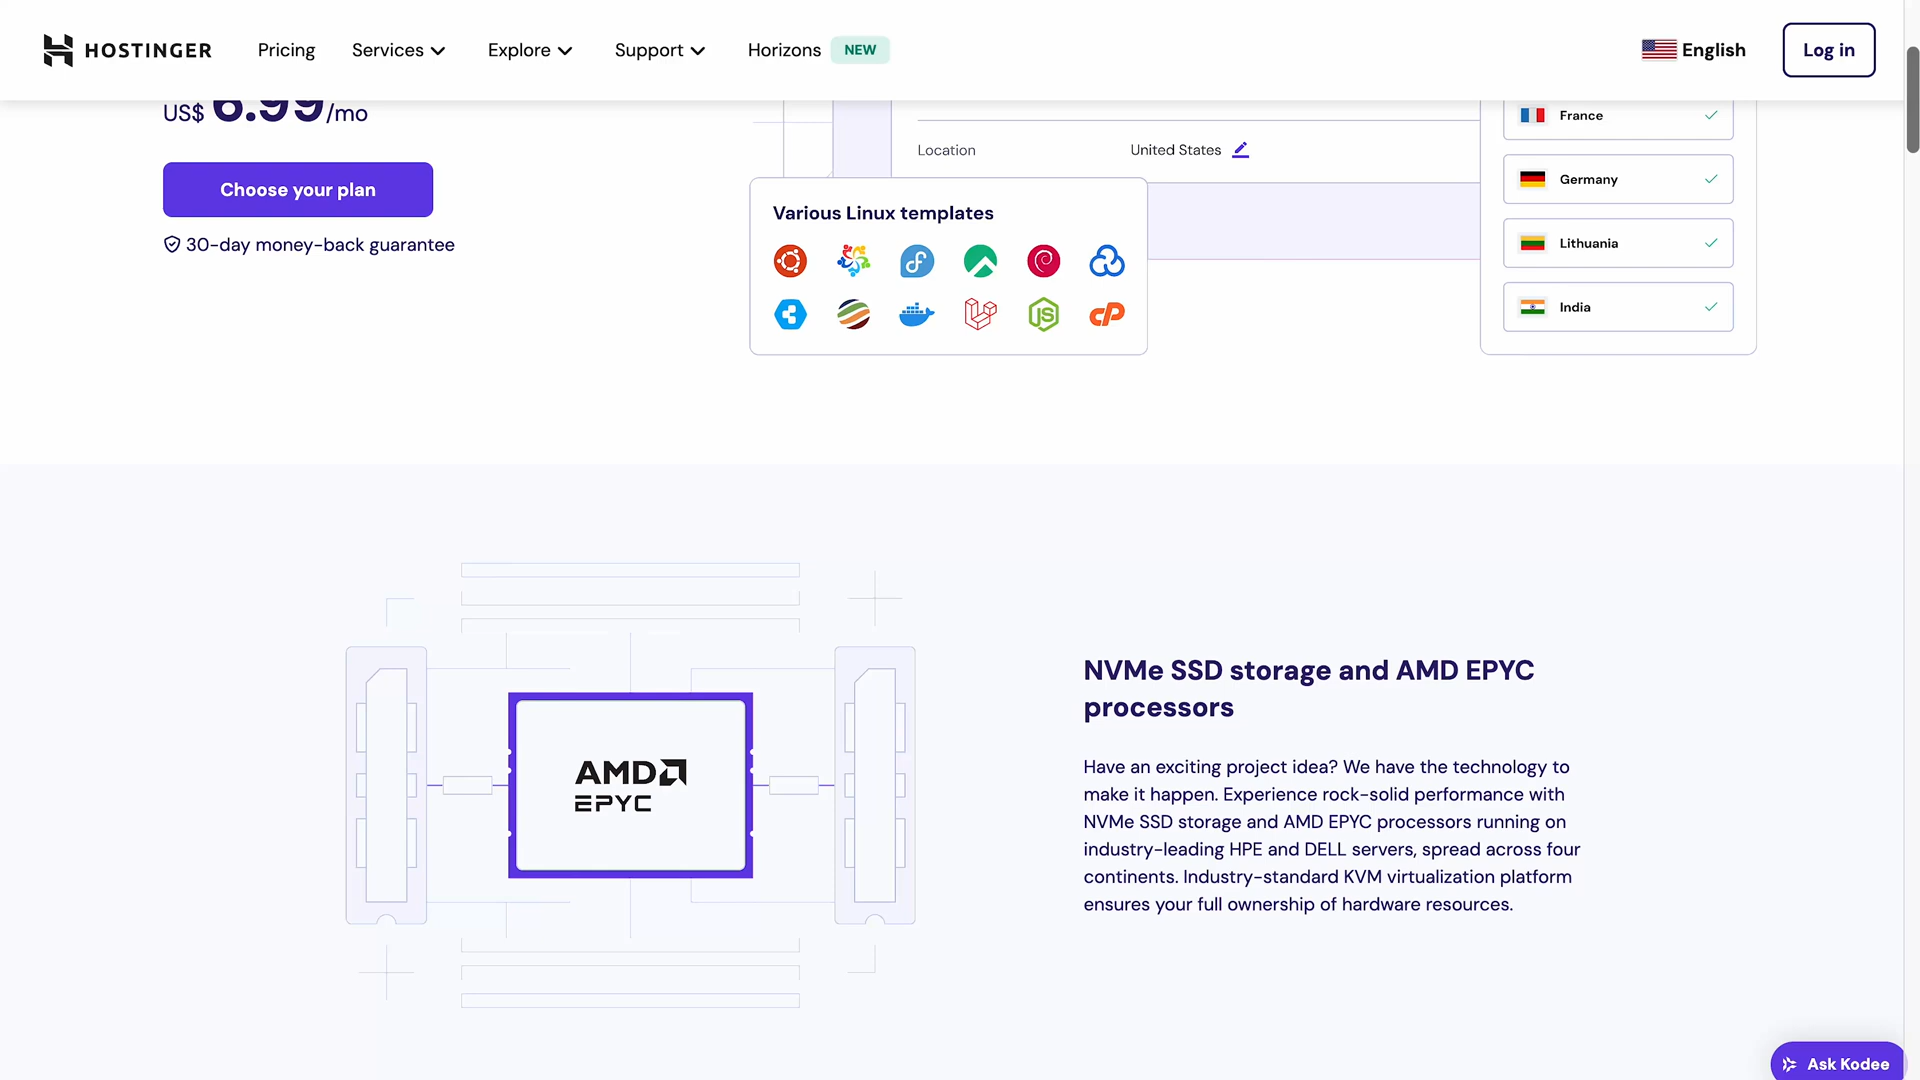 HOSTINGER
Pricing
Services
Explore
Support
Horizons
NEW
English
Log in
US$ 6.99/mo
Choose your plan
30-day money-back guarantee
Location
United States
Various Linux templates
JS
cP
France
Germany
Lithuania
India
AMD
EPYC
NVMe SSD storage and AMD EPYC
processors
Have an exciting project idea? We have the technology to
make it happen. Experience rock-solid performance with
NVMe SSD storage and AMD EPYC processors running on
industry-leading HPE and DELL servers, spread across four
continents. Industry-standard KVM virtualization platform
ensures your full ownership of hardware resources.
Ask Kodee